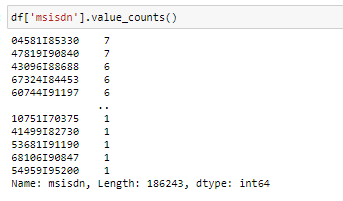 df['msisdn'].value_counts()
04581I85330 7
47819I90840 7
43096I88688 6
67324I84453 6
60744I91197 6
..
10751I70375 1
41499I82730 1
53681I91190 1
68106I90847 1
54959I95200 1
Name: msisdn, Length: 186243, dtype: int64